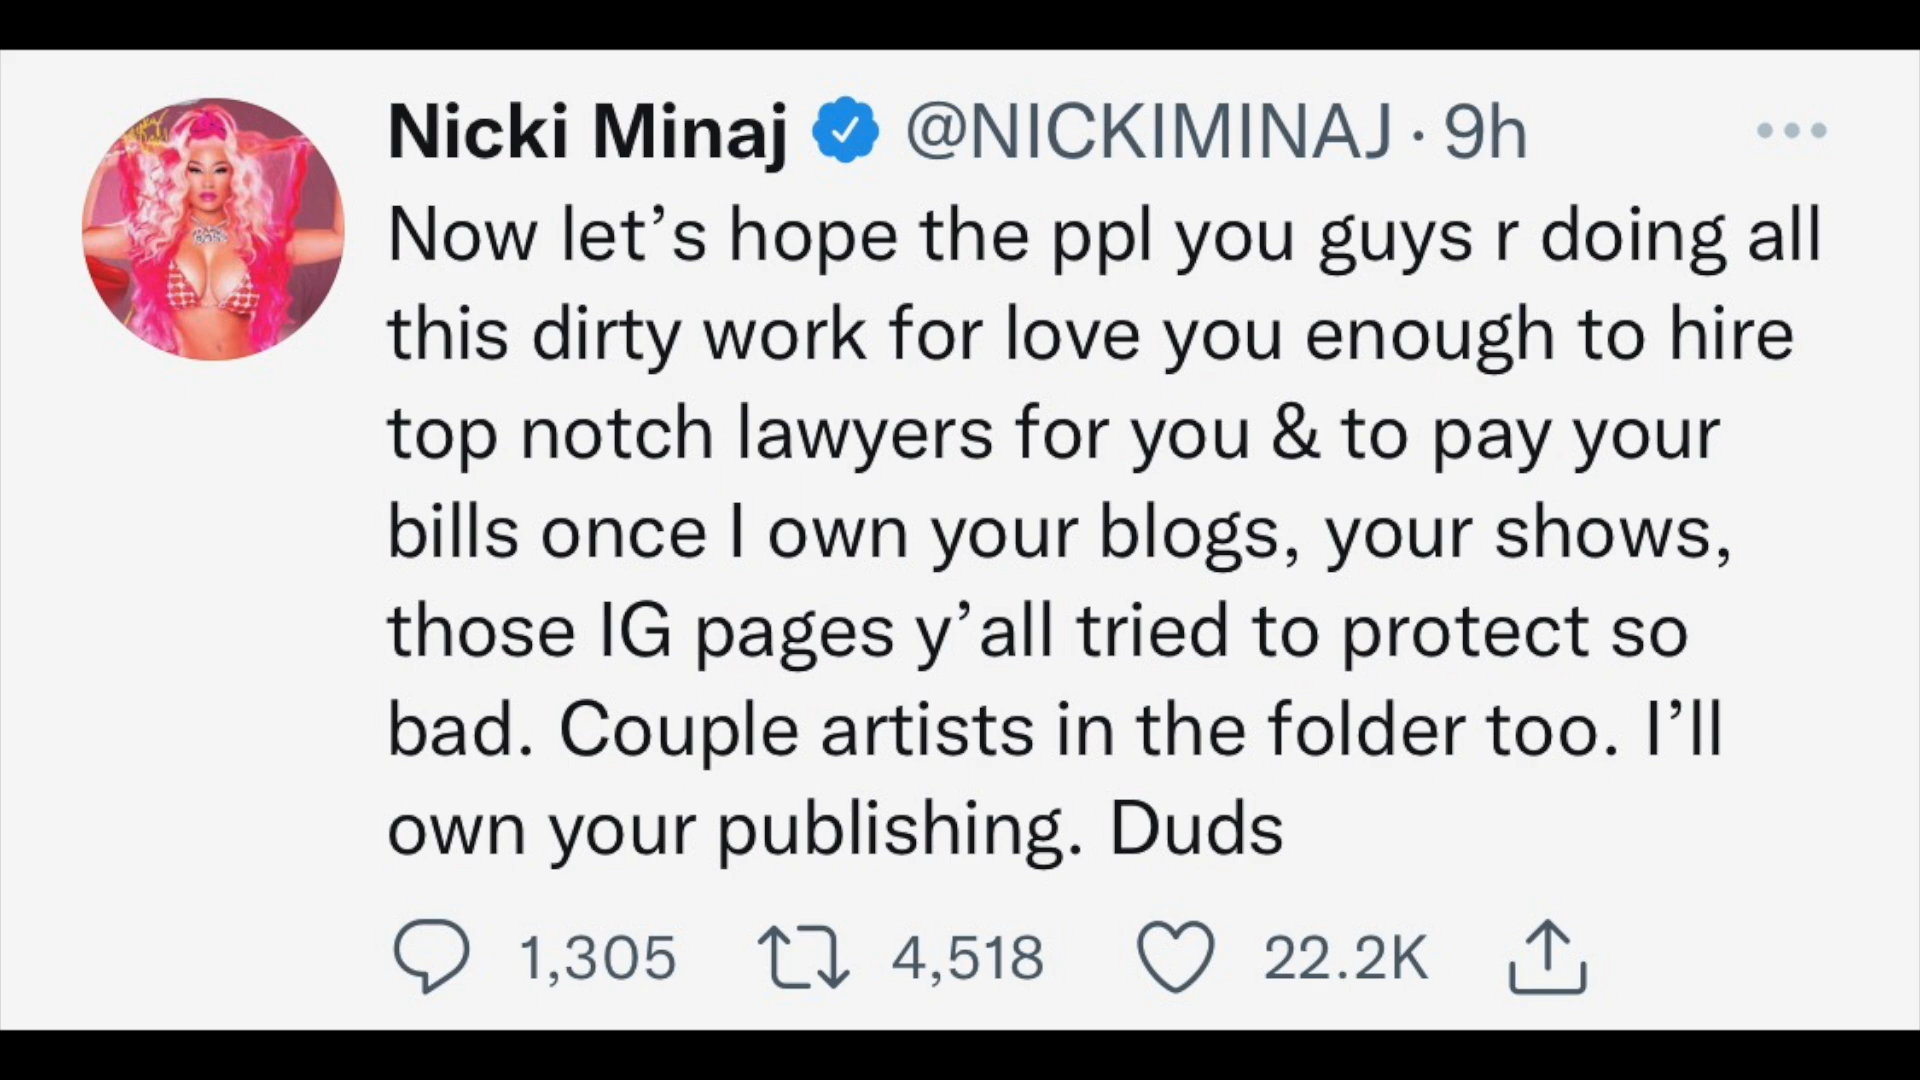 Nicki Minaj @NICKIMINAJ · 9h
Now let’s hope the ppl you guys r doing all
this dirty work for love you enough to hire
top notch lawyers for you & to pay your
bills once I own your blogs, your shows,
those IG pages y’all tried to protect so
bad. Couple artists in the folder too. I’ll
own your publishing. Duds
1,305 4,518 22.2K